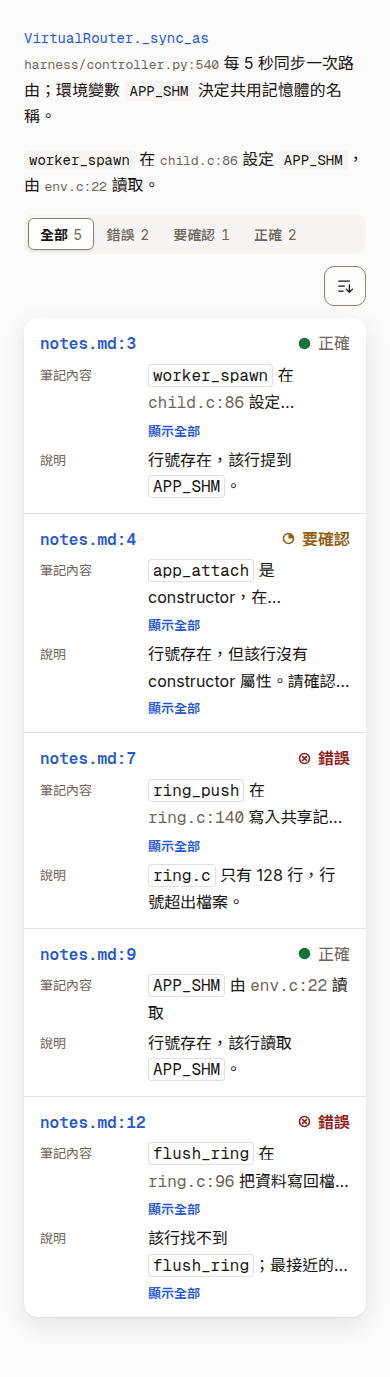 VirtualRouter._sync_as
harness/controller.py:540 每 5 秒同步一次路
由；環境變數 APP_SHM 決定共用記憶體的名
稱。
worker_spawn 在 child.c:86 設定 APP_SHM，
由 env.c:22 讀取。
全部 5 錯誤 2 要確認 1 正確 2
notes.md:3 正確
筆記內容 worker_spawn 在
child.c:86 設定…
顯示全部
說明 行號存在，該行提到
APP_SHM。
notes.md:4 要確認
筆記內容 app_attach 是
constructor，在…
顯示全部
說明 行號存在，但該行沒有
constructor 屬性。請確認…
顯示全部
notes.md:7 錯誤
筆記內容 ring_push 在
ring.c:140 寫入共享記…
顯示全部
說明 ring.c 只有 128 行，行
號超出檔案。
notes.md:9 正確
筆記內容 APP_SHM 由 env.c:22 讀
取
說明 行號存在，該行讀取
APP_SHM。
notes.md:12 錯誤
筆記內容 flush_ring 在
ring.c:96 把資料寫回檔…
顯示全部
說明 該行找不到
flush_ring；最接近的…
顯示全部